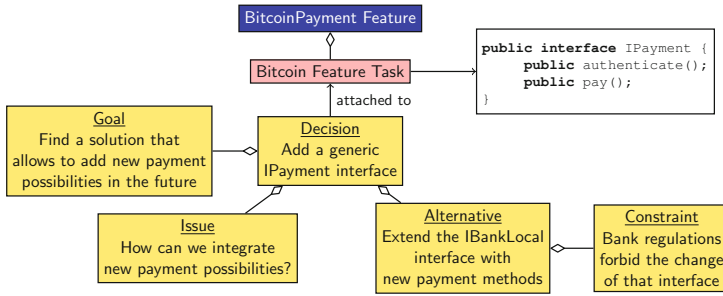 BitcoinPayment Feature
Bitcoin Feature Task
public interface IPayment {
public authenticate();
public pay();
}
attached to
Goal
Find a solution that
allows to add new payment
possibilities in the future
Decision
Add a generic
IPayment interface
Issue
How can we integrate
new payment possibilities?
Alternative
Extend the IBankLocal
interface with
new payment methods
Constraint
Bank regulations
forbid the change
of that interface